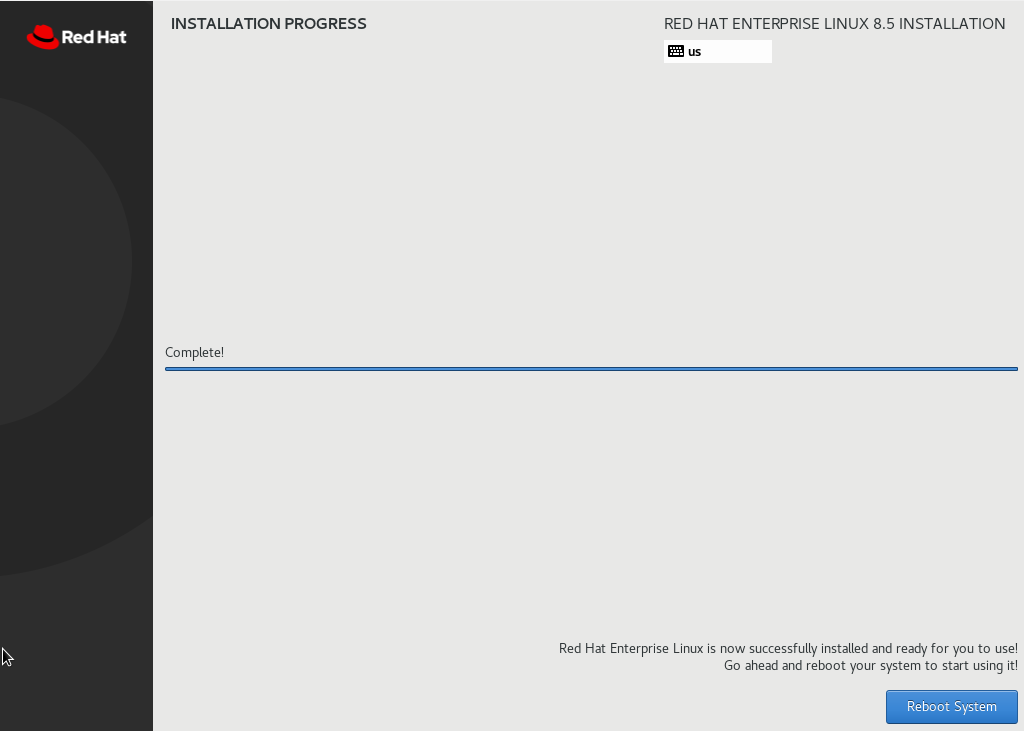 Red Hat
INSTALLATION PROGRESS
RED HAT ENTERPRISE LINUX 8.5 INSTALLATION
us
Complete!
Red Hat Enterprise Linux is now successfully installed and ready for you to use!
Go ahead and reboot your system to start using it!
Reboot System